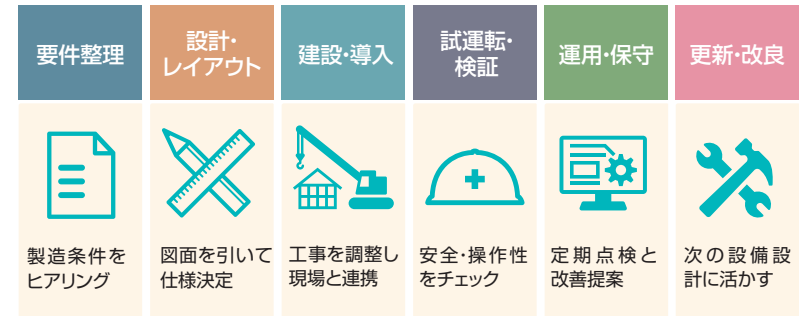 要件整理
設計・
レイアウト
建設・導入
試運転・
検証
運用・保守
更新・改良
製造条件を
ヒアリング
図面を引いて
仕様決定
工事を調整し
現場と連携
安全・操作性
をチェック
定期点検と
改善提案
次の設備設
計に活かす